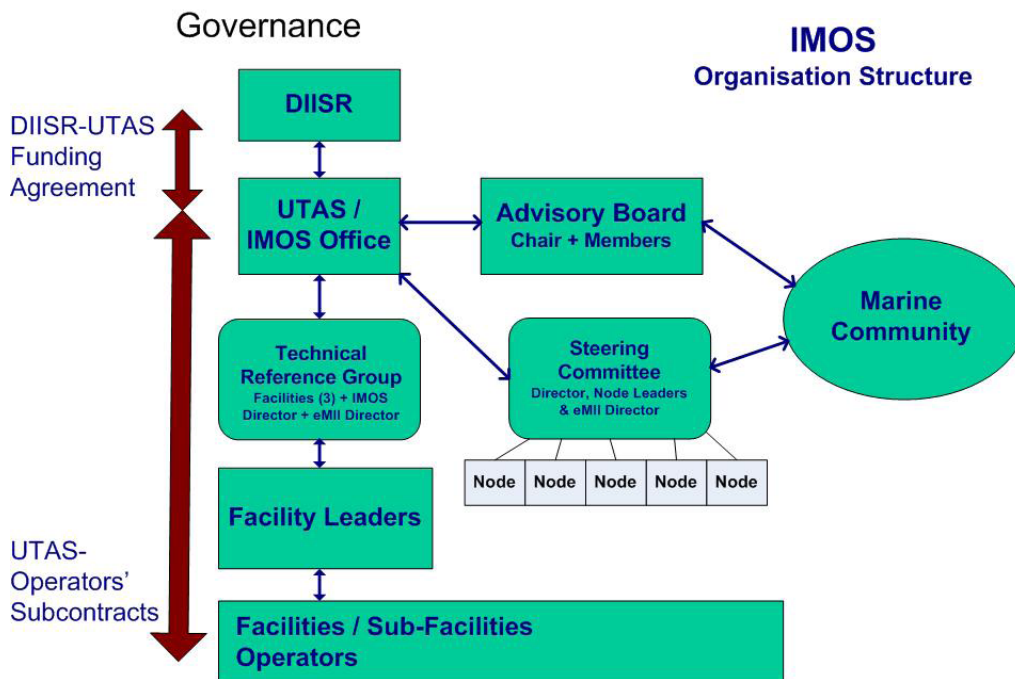 Governance
IMOS
Organisation Structure
DIISR-UTAS
Funding
Agreement
DIISR
UTAS /
IMOS Office
Advisory Board
Chair + Members
Marine
Community
Technical
Reference Group
Facilities (3) + IMOS
Director + eMII Director
Steering
Committee
Director, Node Leaders
& eMII Director
Node
Node
Node
Node
Node
Facility Leaders
UTAS-
Operators’
Subcontracts
Facilities / Sub-Facilities
Operators